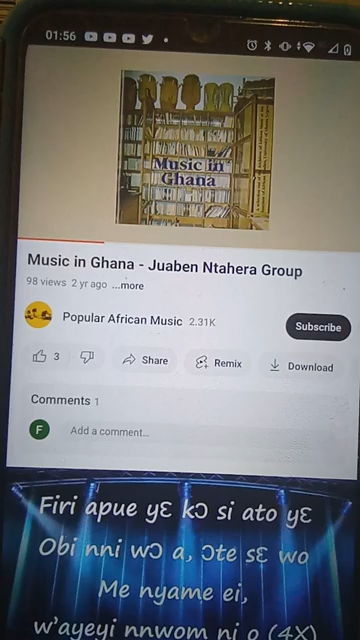 01:56
Music in
Ghana
Music in Ghana - Juaben Ntahera Group
98 views 2 yr ago ...more
Popular African Music 2.31K
Subscribe
3 Share Remix Download
Comments 1
F Add a comment...
Firi apue yƐ kɔ si ato yƐ
Obi nni wɔ a, ɔte sƐ wo
Me nyame ei,
w'ayeyi nnwom ni o (4X)